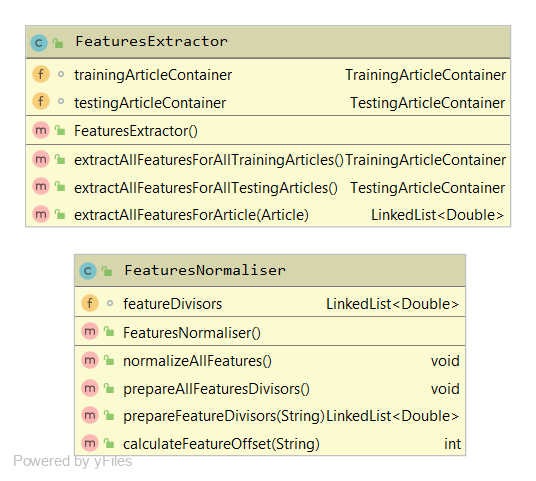 FeaturesExtractor
trainingArticleContainer TrainingArticleContainer
testingArticleContainer TestingArticleContainer
FeaturesExtractor()
extractAllFeaturesForAllTrainingArticles() TrainingArticleContainer
extractAllFeaturesForAllTestingArticles() TestingArticleContainer
extractAllFeaturesForArticle(Article) LinkedList<Double>
FeaturesNormaliser
featureDivisors LinkedList<Double>
FeaturesNormaliser()
normalizeAllFeatures() void
prepareAllFeaturesDivisors() void
prepareFeatureDivisors(String) LinkedList<Double>
calculateFeatureOffset(String) int
Powered by yFiles